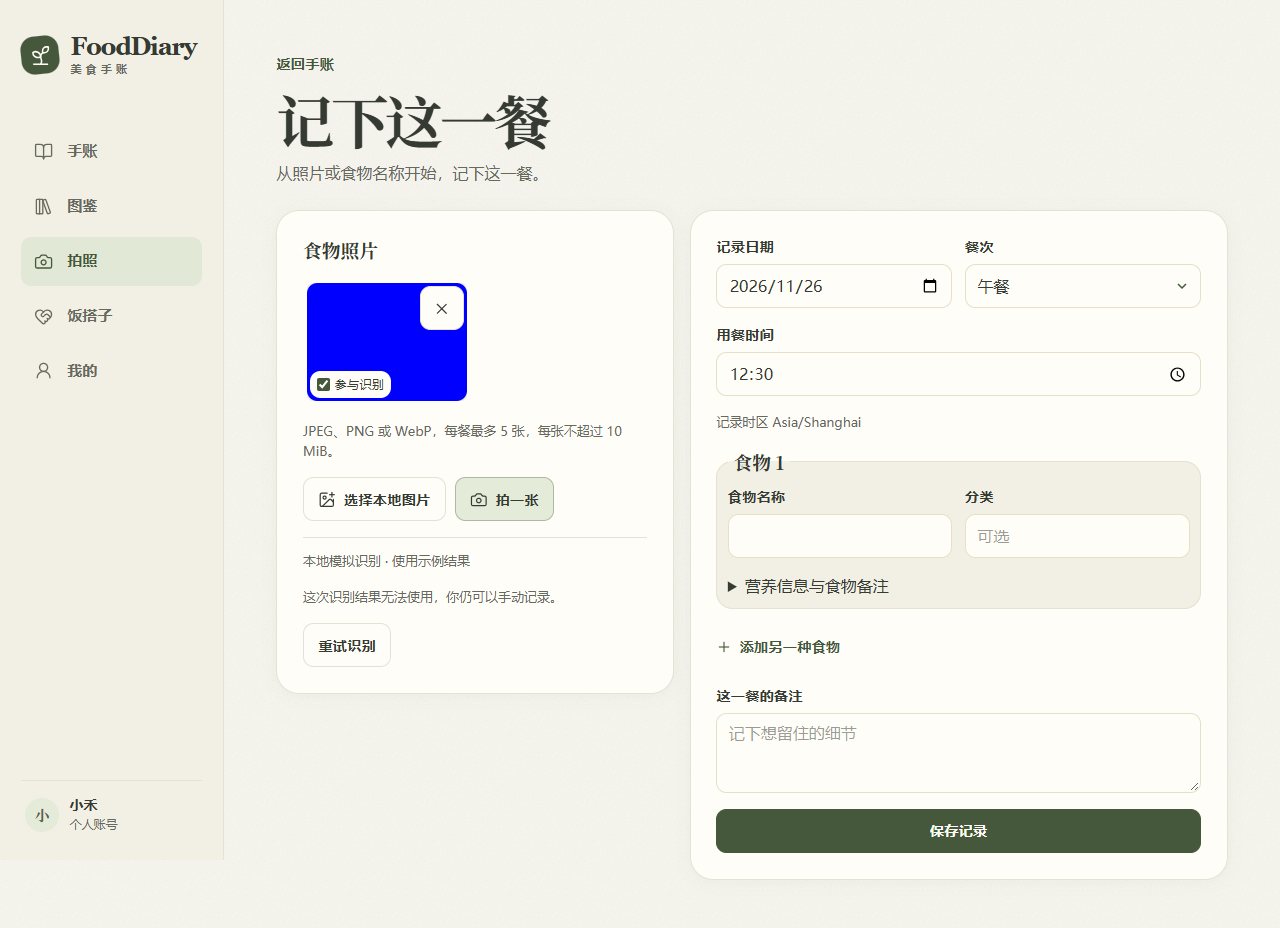 FoodDiary
美食手账
手账
图鉴
拍照
饭搭子
我的
小
小禾
个人账号
返回手账
记下这一餐
从照片或食物名称开始，记下这一餐。
食物照片
参与识别
JPEG、PNG 或 WebP，每餐最多 5 张，每张不超过 10
MiB。
选择本地图片
拍一张
本地模拟识别 · 使用示例结果
这次识别结果无法使用，你仍可以手动记录。
重试识别
记录日期
餐次
2026/11/26
午餐
用餐时间
12:30
记录时区 Asia/Shanghai
食物 1
食物名称
分类
可选
营养信息与食物备注
添加另一种食物
这一餐的备注
记下想留住的细节
保存记录